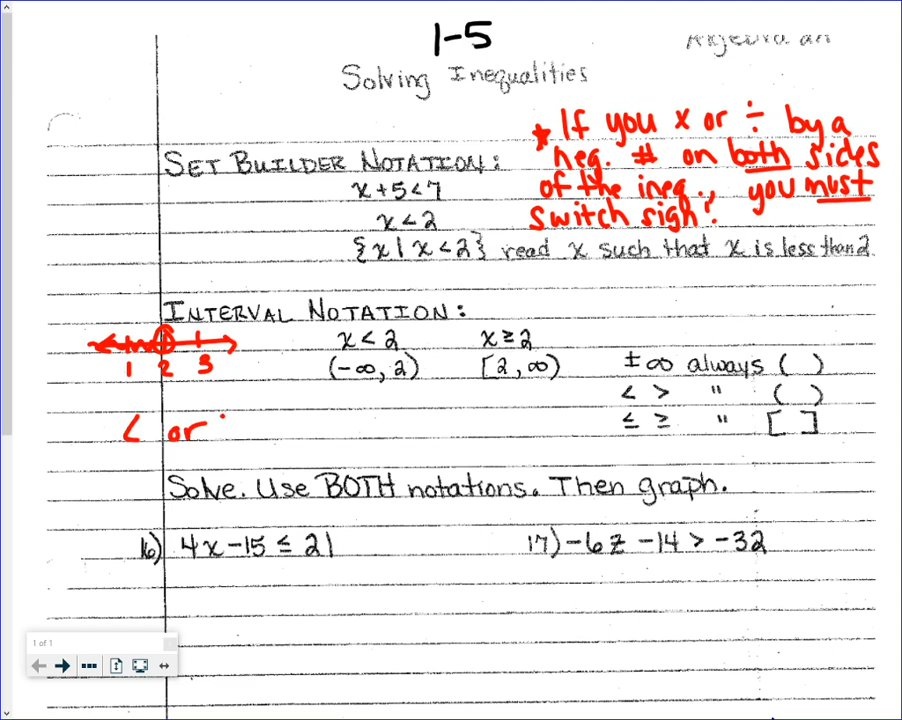 1-5
Algebra
Solving Inequalities
* If you x or ÷ by a
neg. # on both sides
of the ineq., you must
switch sign!
SET BUILDER NOTATION:
x+5<7
x<2
{x | x<2} read x such that x is less than 2
INTERVAL NOTATION:
x < 2 x ≥ 2
1 2 3
(-∞, 2) [2, ∞) ±∞ always ( )
< > " ( )
≤ ≥ " [ ]
< or
Solve. Use BOTH notations. Then graph.
16) 4x -15 ≤ 21 17) -6z -14 > -32
1 of 1